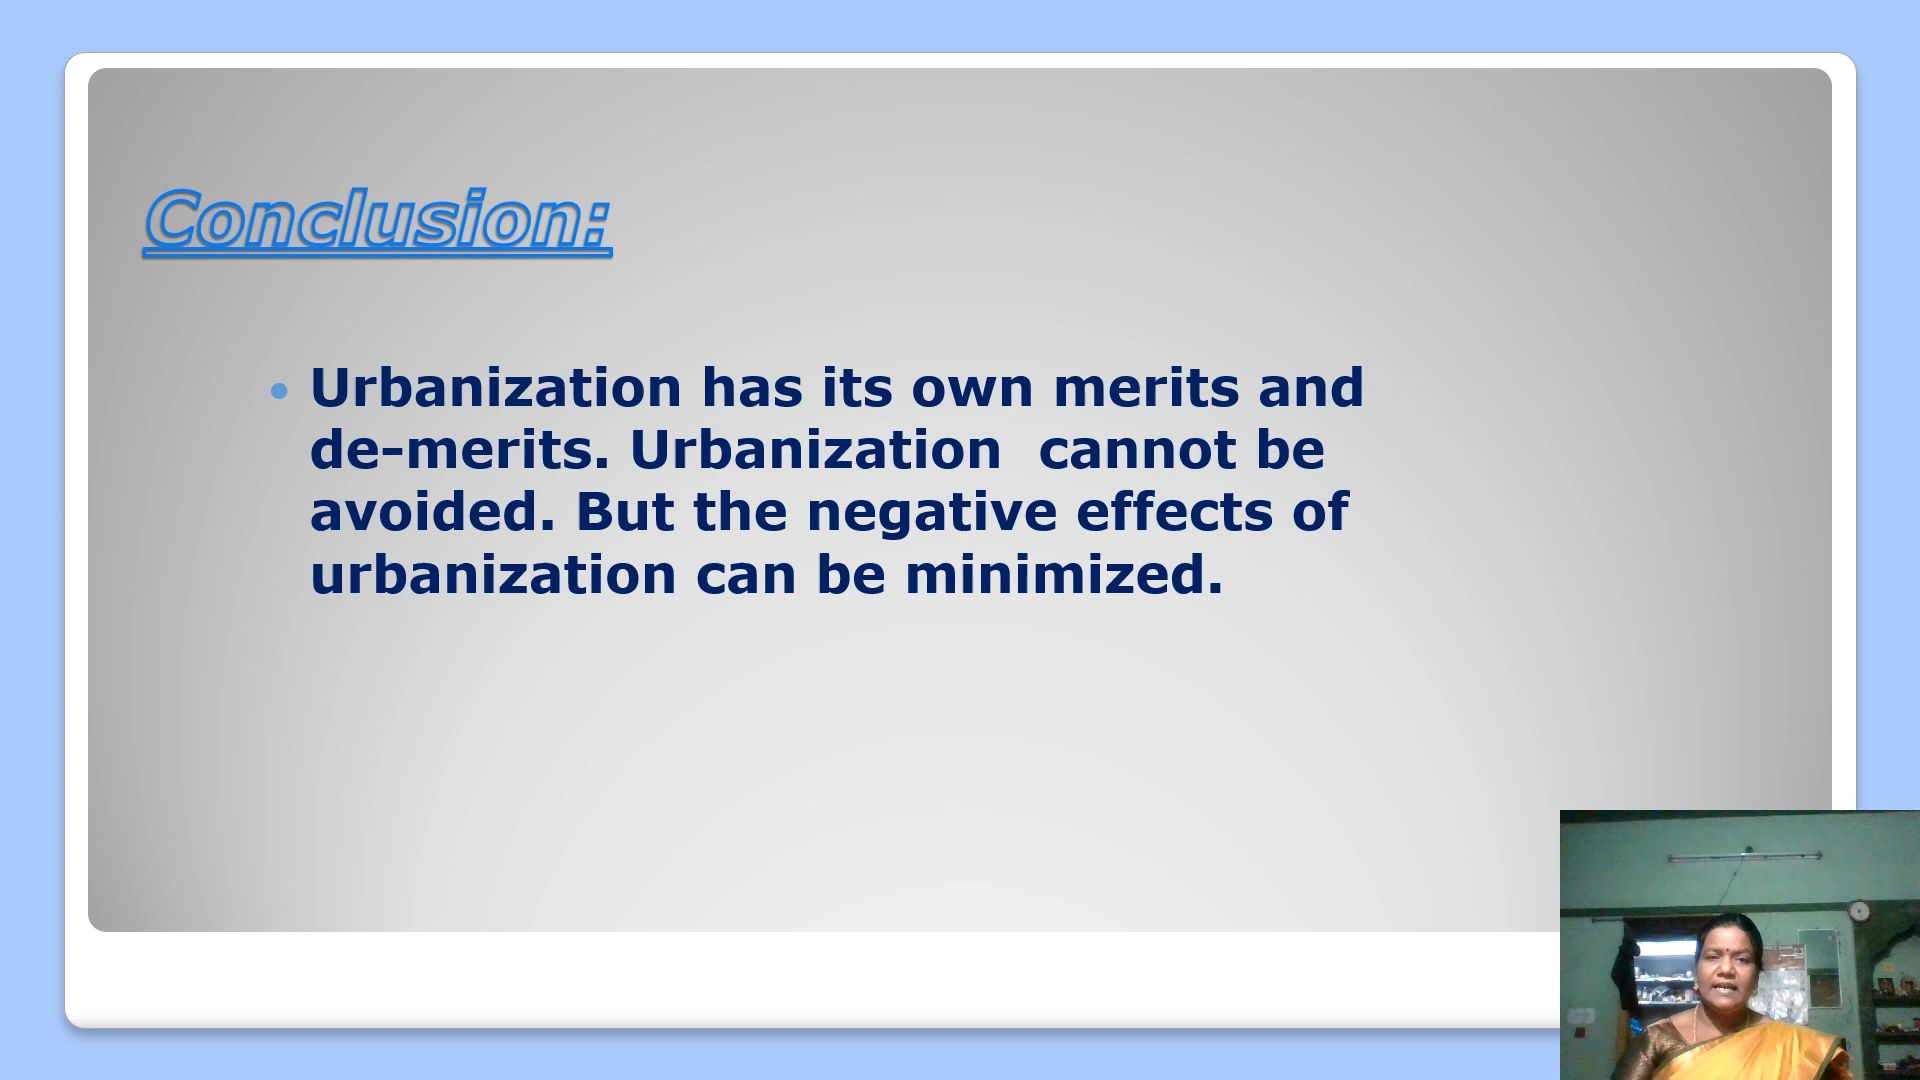 Conclusion:
• Urbanization has its own merits and
de-merits. Urbanization  cannot be
avoided. But the negative effects of
urbanization can be minimized.